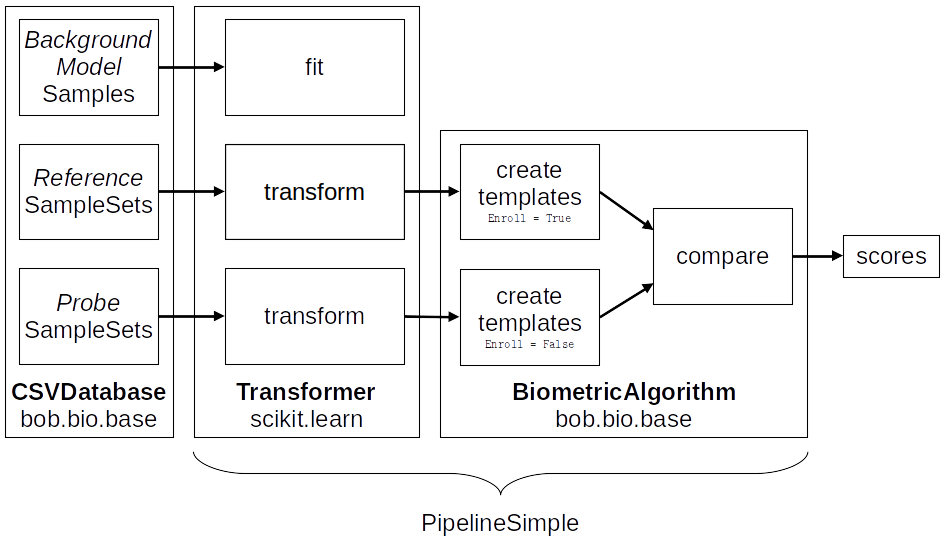 Background
Model
Samples
fit
Reference
SampleSets
transform
create
templates
Enroll = True
compare
scores
Probe
SampleSets
transform
create
templates
Enroll = False
CSVDatabase
bob.bio.base
Transformer
scikit.learn
BiometricAlgorithm
bob.bio.base
PipelineSimple